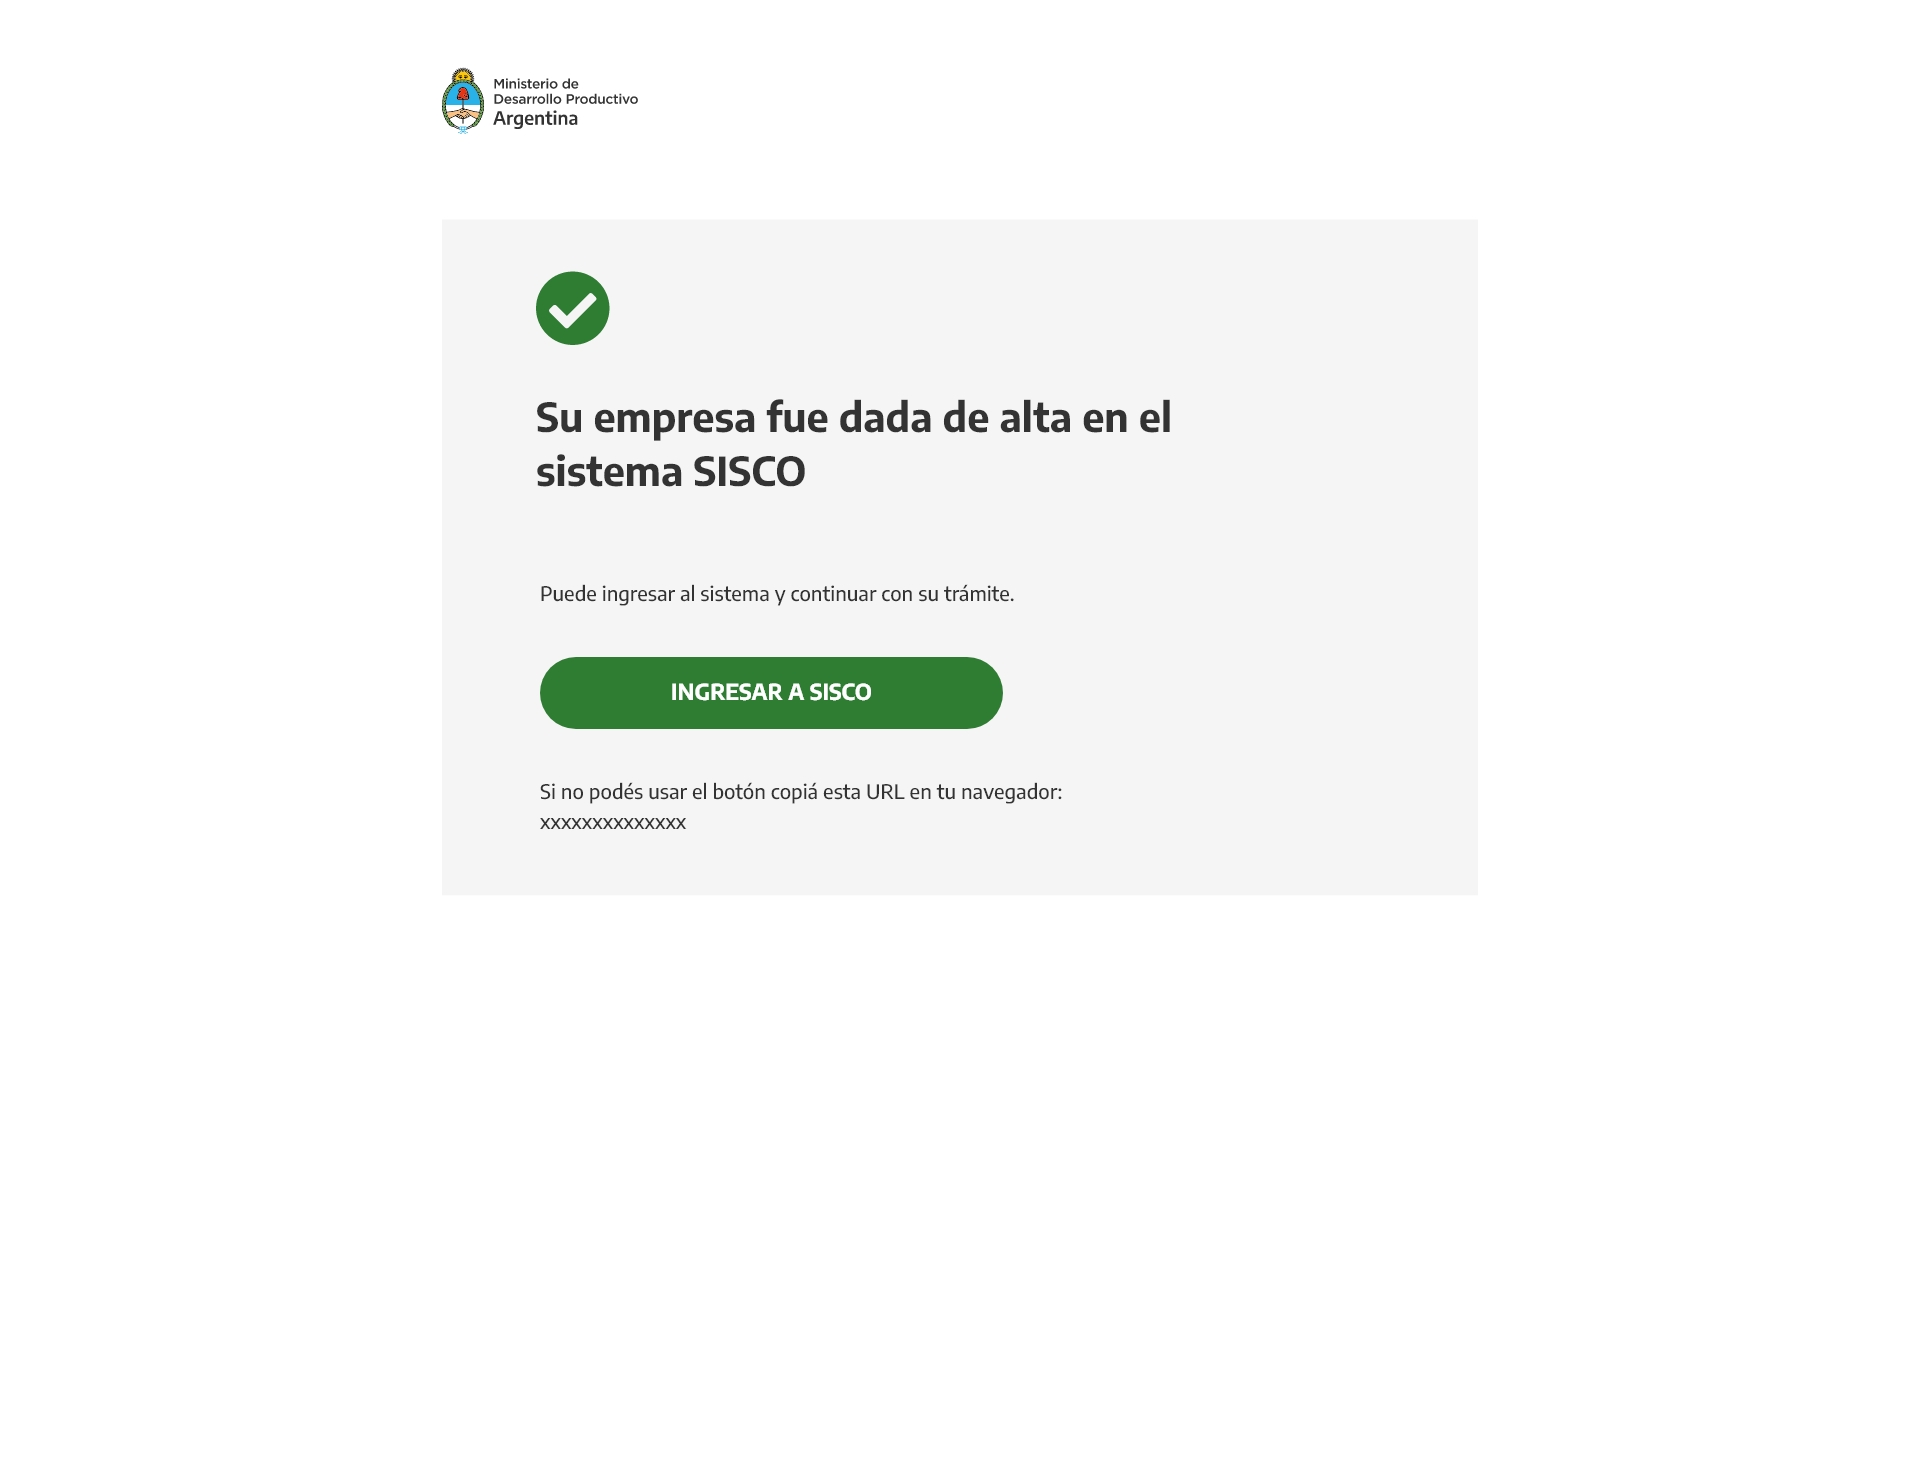 Ministerio de
Desarrollo Productivo
Argentina
Su empresa fue dada de alta en el
sistema SISCO
Puede ingresar al sistema y continuar con su trámite.
INGRESAR A SISCO
Si no podés usar el botón copiá esta URL en tu navegador:
xxxxxxxxxxxxxx